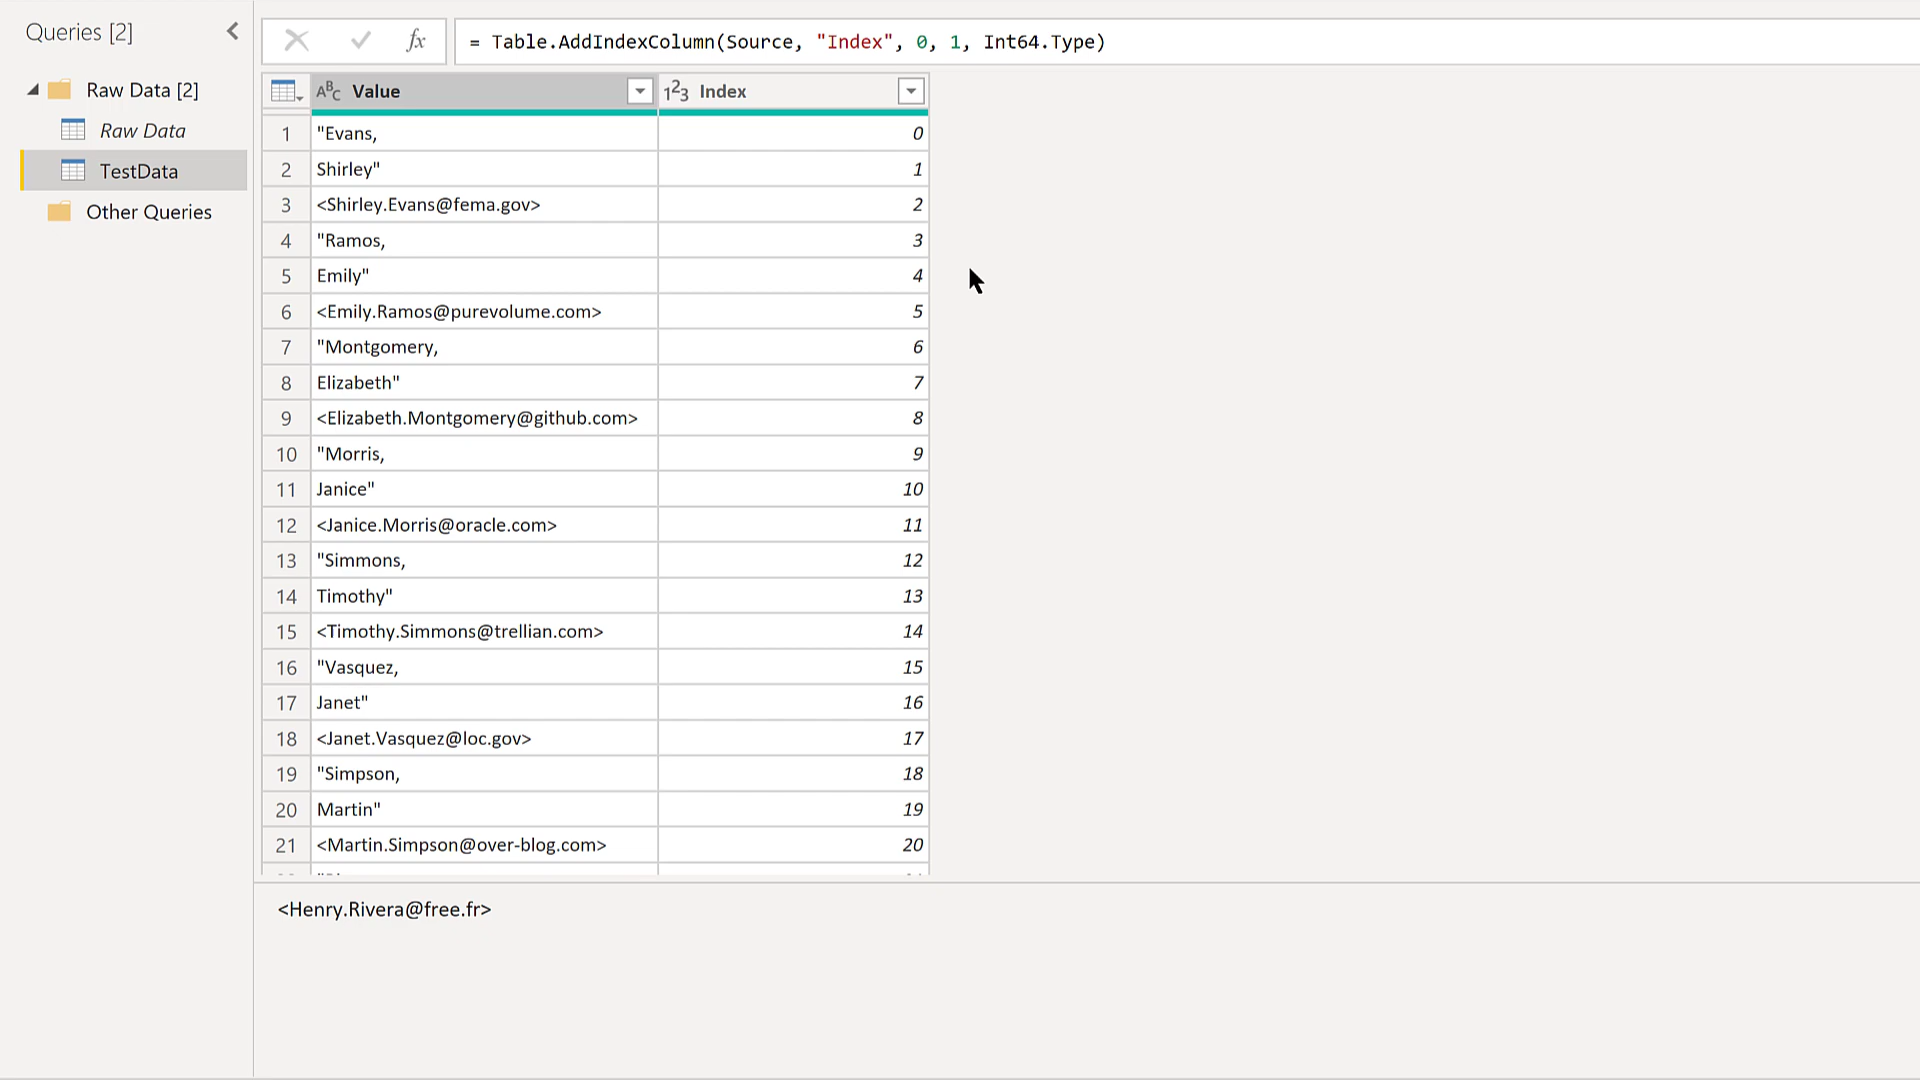 Queries [2]
fx
= Table.AddIndexColumn(Source, "Index", 0, 1, Int64.Type)
Raw Data [2]
Raw Data
TestData
Other Queries
ABC Value 123 Index
1 "Evans, 0
2 Shirley" 1
3 <Shirley.Evans@fema.gov> 2
4 "Ramos, 3
5 Emily" 4
6 <Emily.Ramos@purevolume.com> 5
7 "Montgomery, 6
8 Elizabeth" 7
9 <Elizabeth.Montgomery@github.com> 8
10 "Morris, 9
11 Janice" 10
12 <Janice.Morris@oracle.com> 11
13 "Simmons, 12
14 Timothy" 13
15 <Timothy.Simmons@trellian.com> 14
16 "Vasquez, 15
17 Janet" 16
18 <Janet.Vasquez@loc.gov> 17
19 "Simpson, 18
20 Martin" 19
21 <Martin.Simpson@over-blog.com> 20
<Henry.Rivera@free.fr>